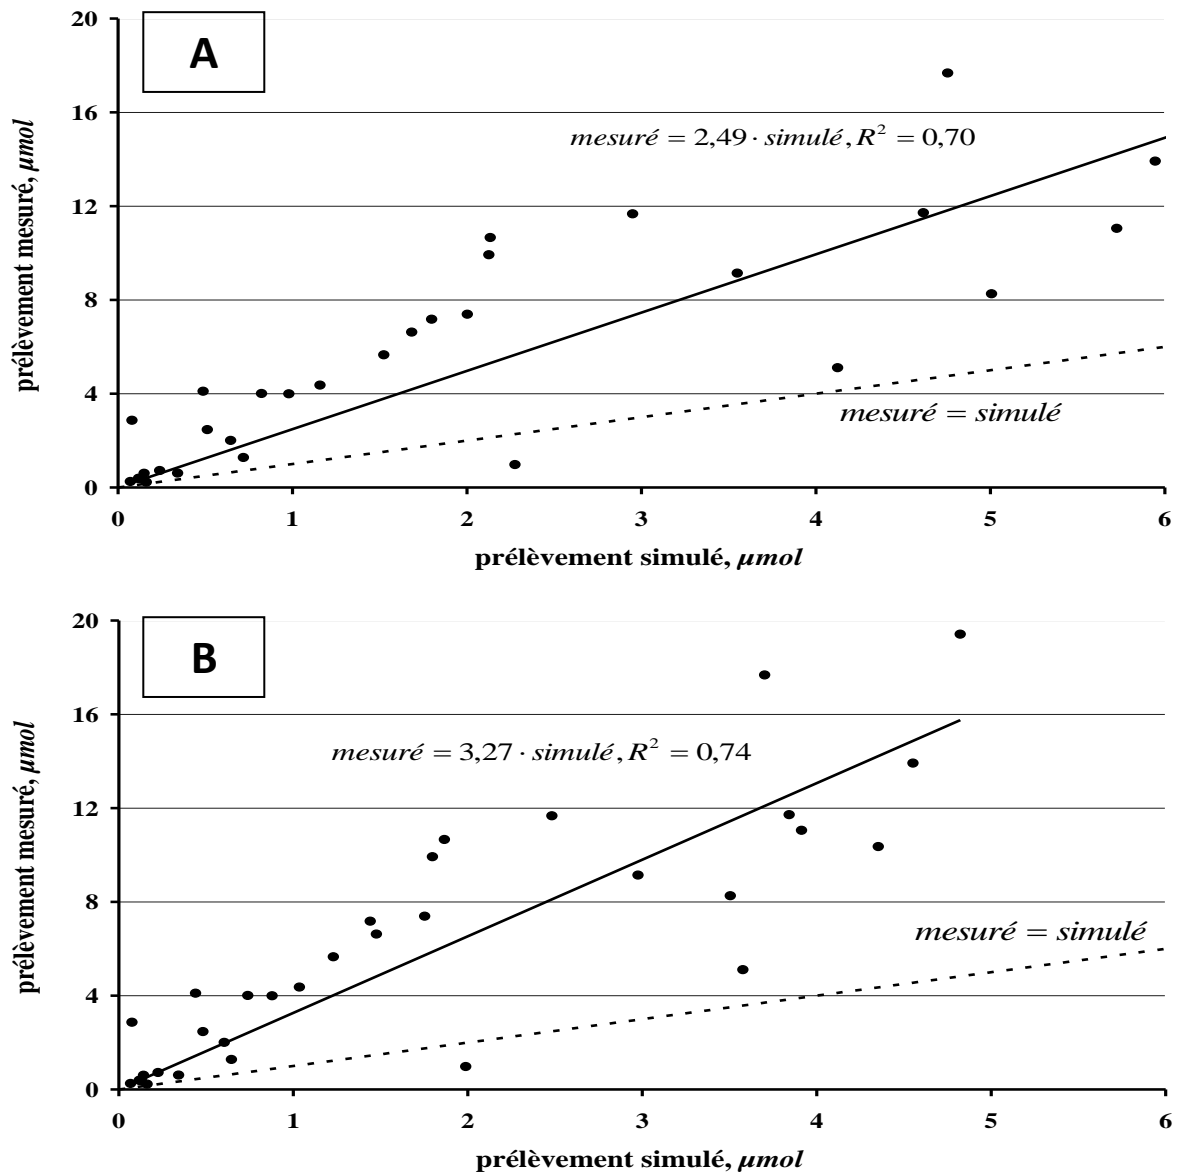 20
A
16
mesuré = 2,49 · simulé, R² = 0,70
12
8
4
mesuré = simulé
0
0 1 2 3 4 5 6
prélèvement mesuré, µmol
prélèvement simulé, µmol
20
B
16
mesuré = 3,27 · simulé, R² = 0,74
12
8
mesuré = simulé
4
0
0 1 2 3 4 5 6
prélèvement mesuré, µmol
prélèvement simulé, µmol